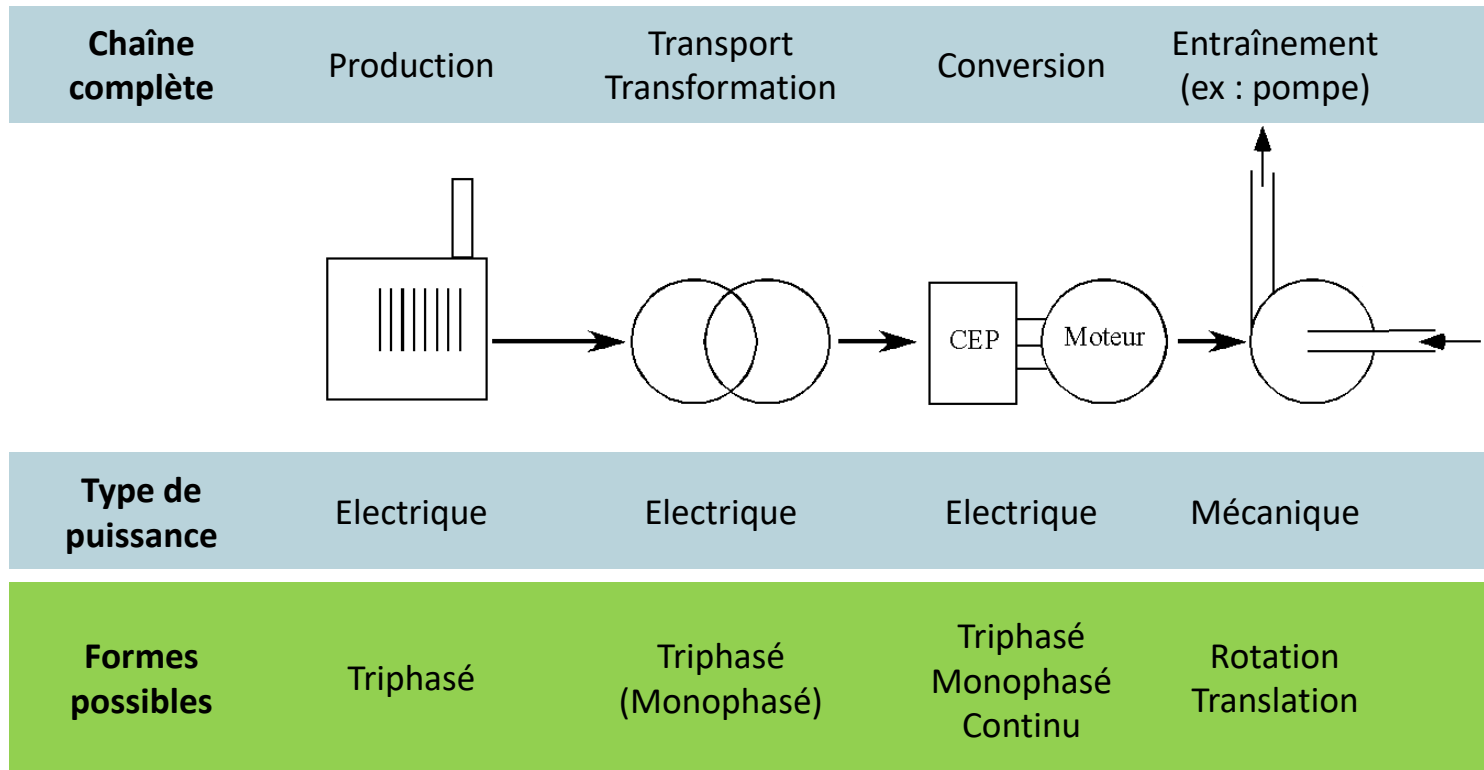 Chaîne
complète
Production
Transport
Transformation
Conversion
Entraînement
(ex : pompe)
CEP
Moteur
Type de
puissance
Electrique
Electrique
Electrique
Mécanique
Formes
possibles
Triphasé
Triphasé
(Monophasé)
Triphasé
Monophasé
Continu
Rotation
Translation